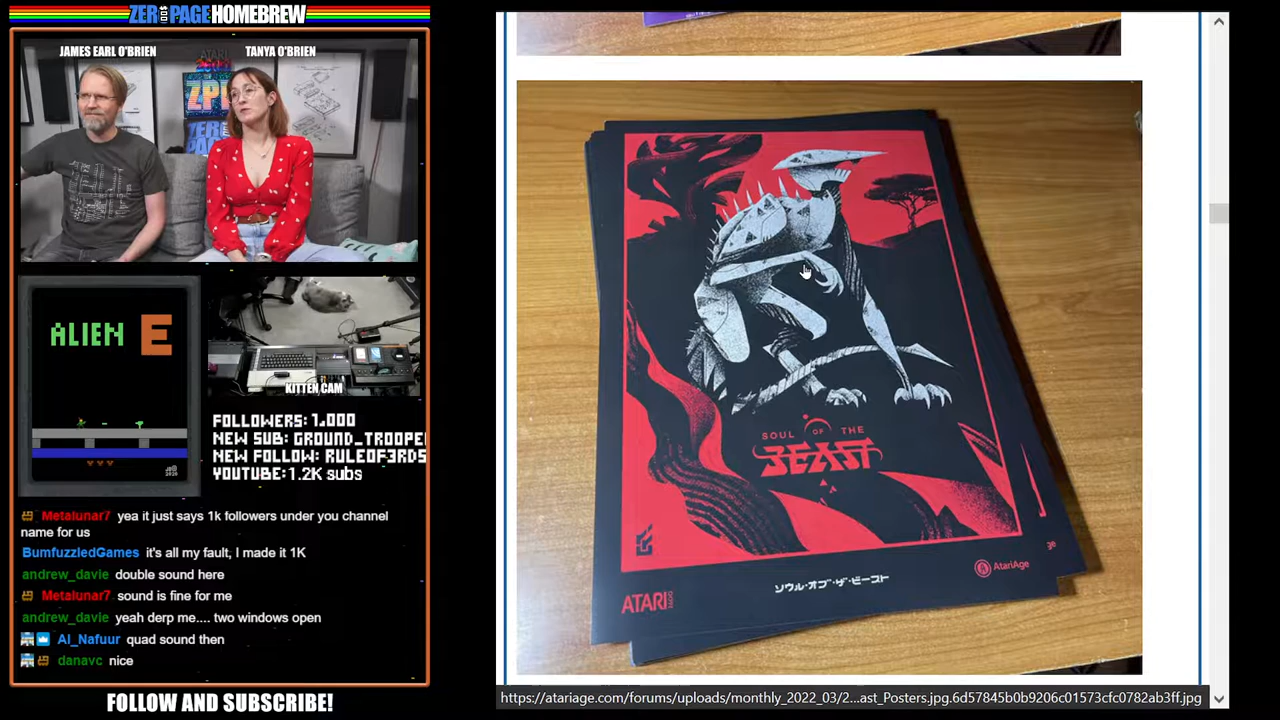 ZEROPAGE HOMEBREW
JAMES EARL O'BRIEN
TANYA O'BRIEN
ATARI
ZPH
ZERO
ALIEN E
KITTEN CAM
FOLLOWERS: 1,000
NEW SUB: GROUND_TROOPE
NEW FOLLOW: RULEOF3RDS
YOUTUBE: 1.2K subs
Metalunar7 yea it just says 1k followers under you channel
name for us
BumfuzzledGames it's all my fault, I made it 1K
andrew_davie double sound here
Metalunar7 sound is fine for me
andrew_davie yeah derp me.... two windows open
Al_Nafuur quad sound then
danavc nice
FOLLOW AND SUBSCRIBE!
SOUL OF THE
BEAST
ソウル・オブ・ザ・ビースト
ATARI
AtariAge
ge
https://atariage.com/forums/uploads/monthly_2022_03/2...ast_Posters.jpg.6d57845b0b9206c01573cfc0782ab3ff.jpg